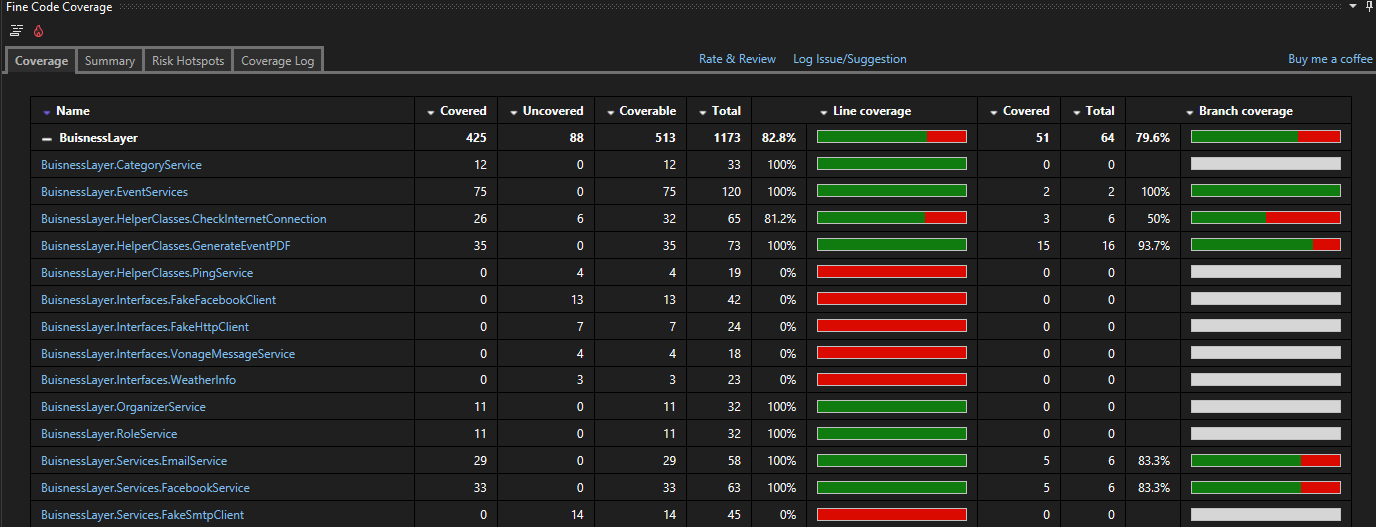 Fine Code Coverage
Coverage Summary Risk Hotspots Coverage Log Rate & Review Log Issue/Suggestion Buy me a coffee
Name Covered Uncovered Coverable Total Line coverage Covered Total Branch coverage
BuisnessLayer 425 88 513 1173 82.8% 51 64 79.6%
BuisnessLayer.CategoryService 12 0 12 33 100% 0 0
BuisnessLayer.EventServices 75 0 75 120 100% 2 2 100%
BuisnessLayer.HelperClasses.CheckInternetConnection 26 6 32 65 81.2% 3 6 50%
BuisnessLayer.HelperClasses.GenerateEventPDF 35 0 35 73 100% 15 16 93.7%
BuisnessLayer.HelperClasses.PingService 0 4 4 19 0% 0 0
BuisnessLayer.Interfaces.FakeFacebookClient 0 13 13 42 0% 0 0
BuisnessLayer.Interfaces.FakeHttpClient 0 7 7 24 0% 0 0
BuisnessLayer.Interfaces.VonageMessageService 0 4 4 18 0% 0 0
BuisnessLayer.Interfaces.WeatherInfo 0 3 3 23 0% 0 0
BuisnessLayer.OrganizerService 11 0 11 32 100% 0 0
BuisnessLayer.RoleService 11 0 11 32 100% 0 0
BuisnessLayer.Services.EmailService 29 0 29 58 100% 5 6 83.3%
BuisnessLayer.Services.FacebookService 33 0 33 63 100% 5 6 83.3%
BuisnessLayer.Services.FakeSmtpClient 0 14 14 45 0% 0 0